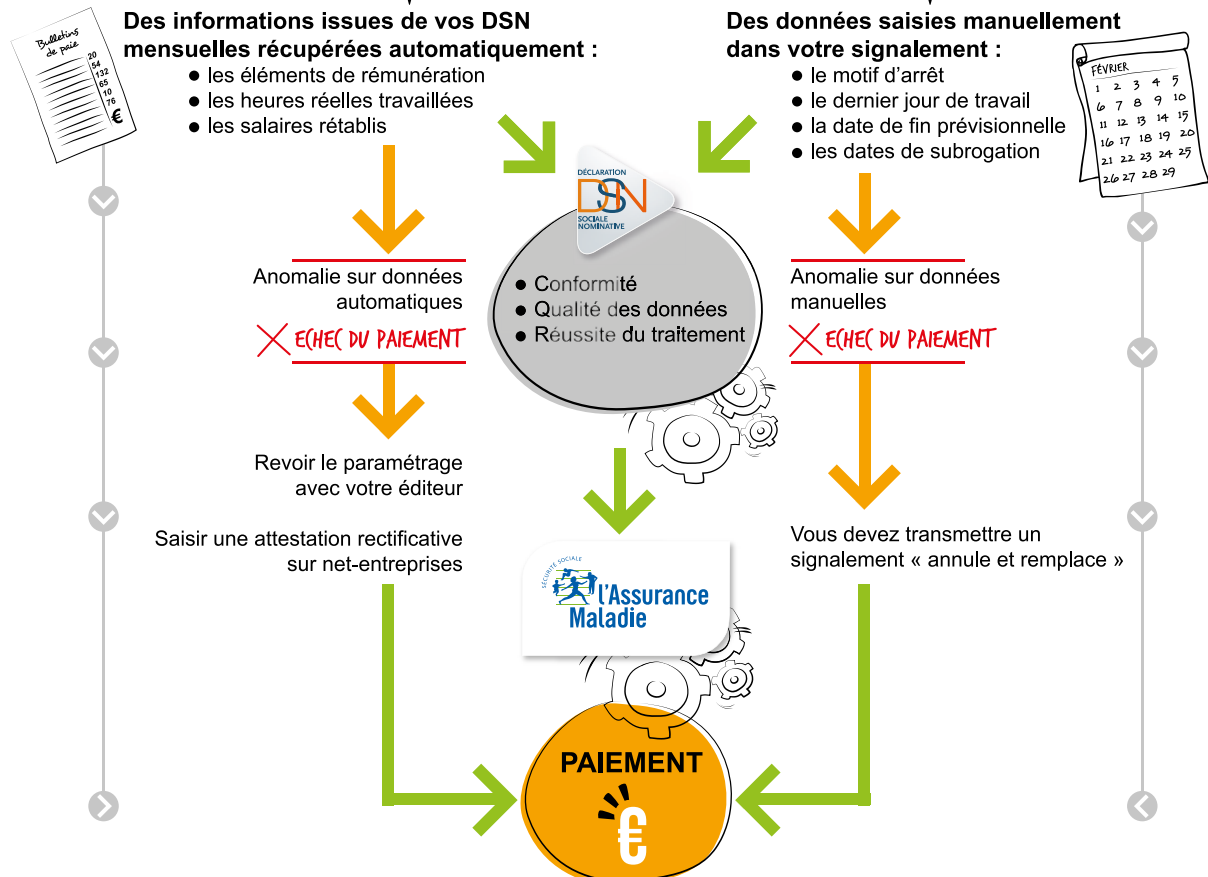 Des informations issues de vos DSN
mensuelles récupérées automatiquement :
● les éléments de rémunération
● les heures réelles travaillées
● les salaires rétablis
Bulletins
de paie
20
54
132
65
10
76
€
Des données saisies manuellement
dans votre signalement :
● le motif d'arrêt
● le dernier jour de travail
● la date de fin prévisionnelle
● les dates de subrogation
FÉVRIER
1 2 3 4 5
6 7 8 9 10
11 12 13 14 15
16 17 18 19 20
21 22 23 24 25
26 27 28 29
DÉCLARATION
DSN
SOCIALE
NOMINATIVE
● Conformité
● Qualité des données
● Réussite du traitement
Anomalie sur données
automatiques
ECHEC DU PAIEMENT
Revoir le paramétrage
avec votre éditeur
Saisir une attestation rectificative
sur net-entreprises
Anomalie sur données
manuelles
ECHEC DU PAIEMENT
Vous devez transmettre un
signalement « annule et remplace »
SÉCURITÉ SOCIALE
l'Assurance
Maladie
PAIEMENT
€